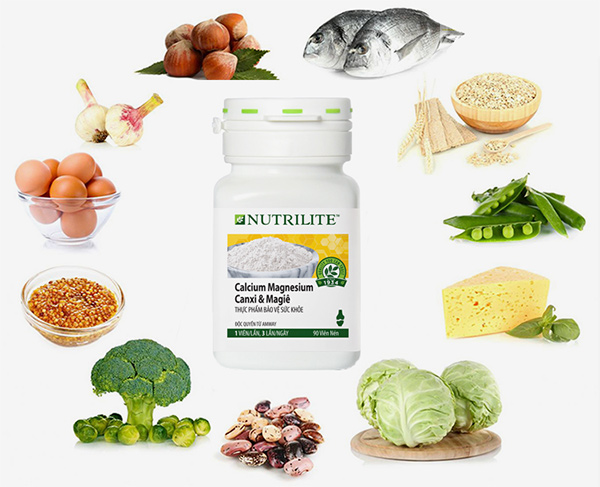 NUTRILITE™
Calcium Magnesium
Canxi & Magiê
THỰC PHẨM BẢO VỆ SỨC KHỎE
1934
ĐỘC QUYỀN TỪ AMWAY
1 VIÊN/LẦN, 3 LẦN/NGÀY
90 Viên Nén